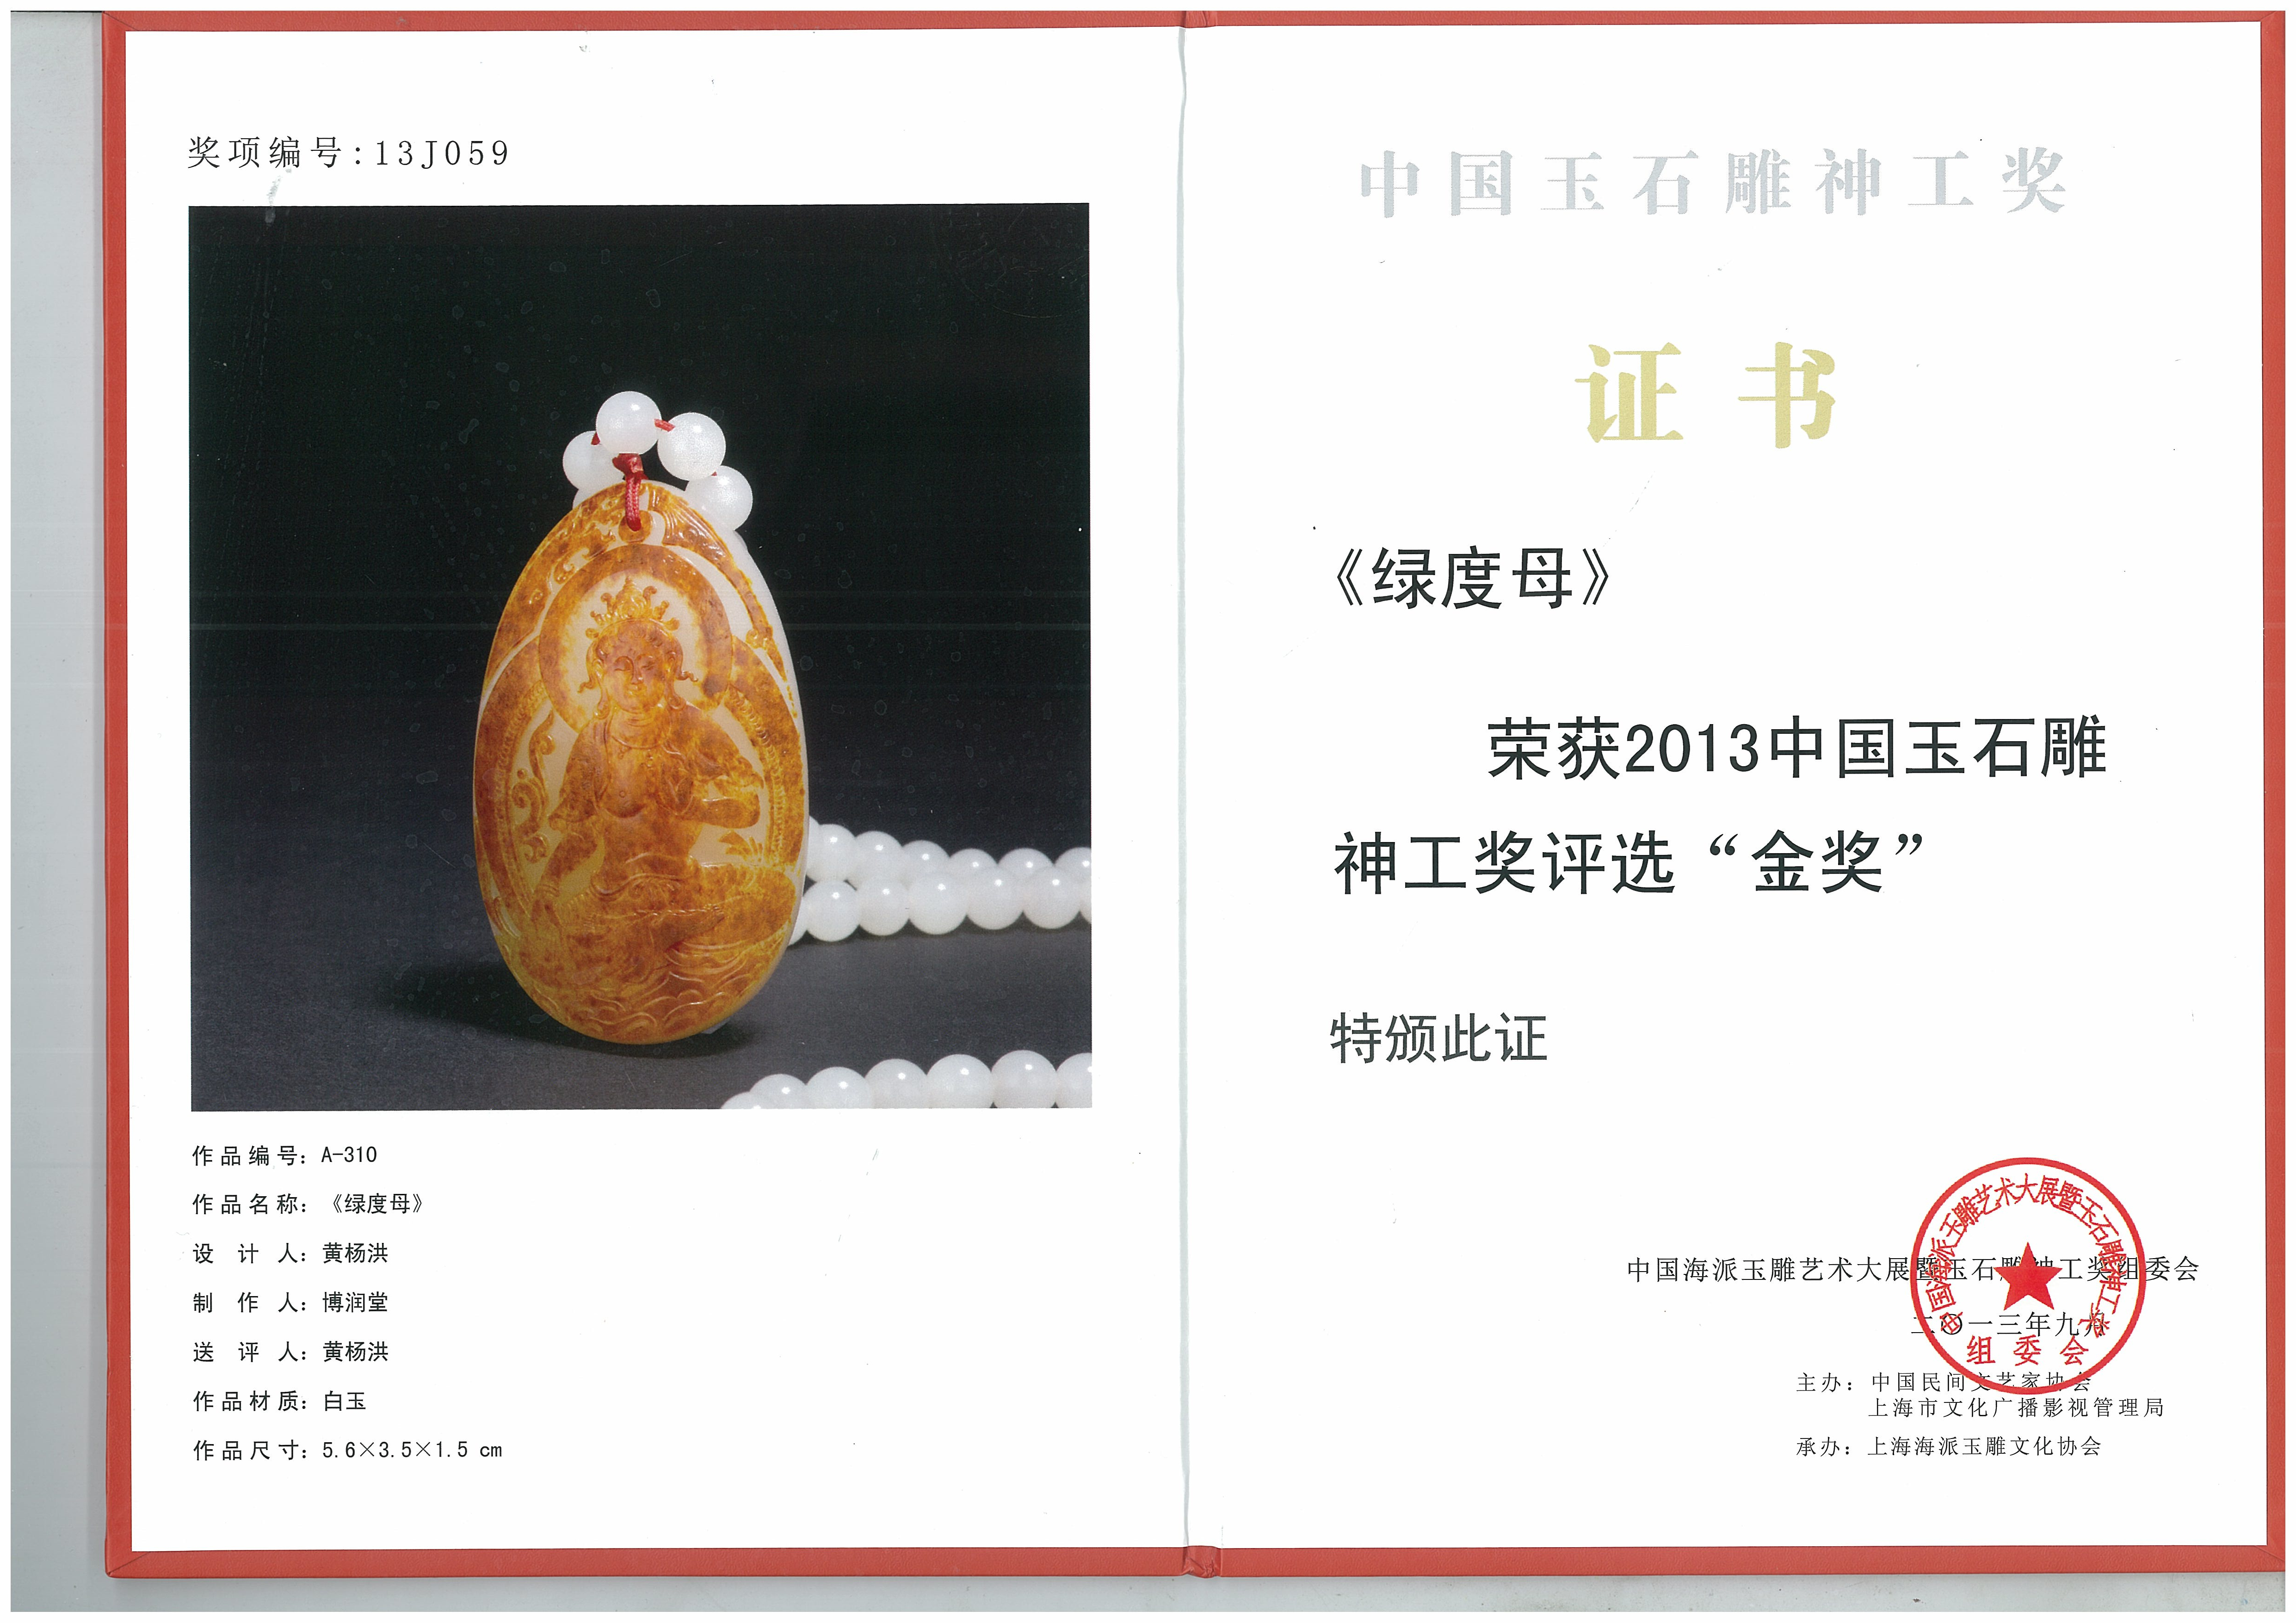 奖项编号:13J059
作品编号：A-310
作品名称：《绿度母》
设计人：黄杨洪
制作人：博润堂
送评人：黄杨洪
作品材质：白玉
作品尺寸：5.6×3.5×1.5 cm
中国玉石雕神工奖
证书
《绿度母》
荣获2013中国玉石雕
神工奖评选“金奖”
特颁此证
中国海派玉雕艺术大展暨玉石雕神工奖组委会
二〇一三年九月
主办：中国民间文艺家协会
上海市文化广播影视管理局
承办：上海海派玉雕文化协会
中国海派玉雕艺术大展暨玉石雕神工奖
组委会